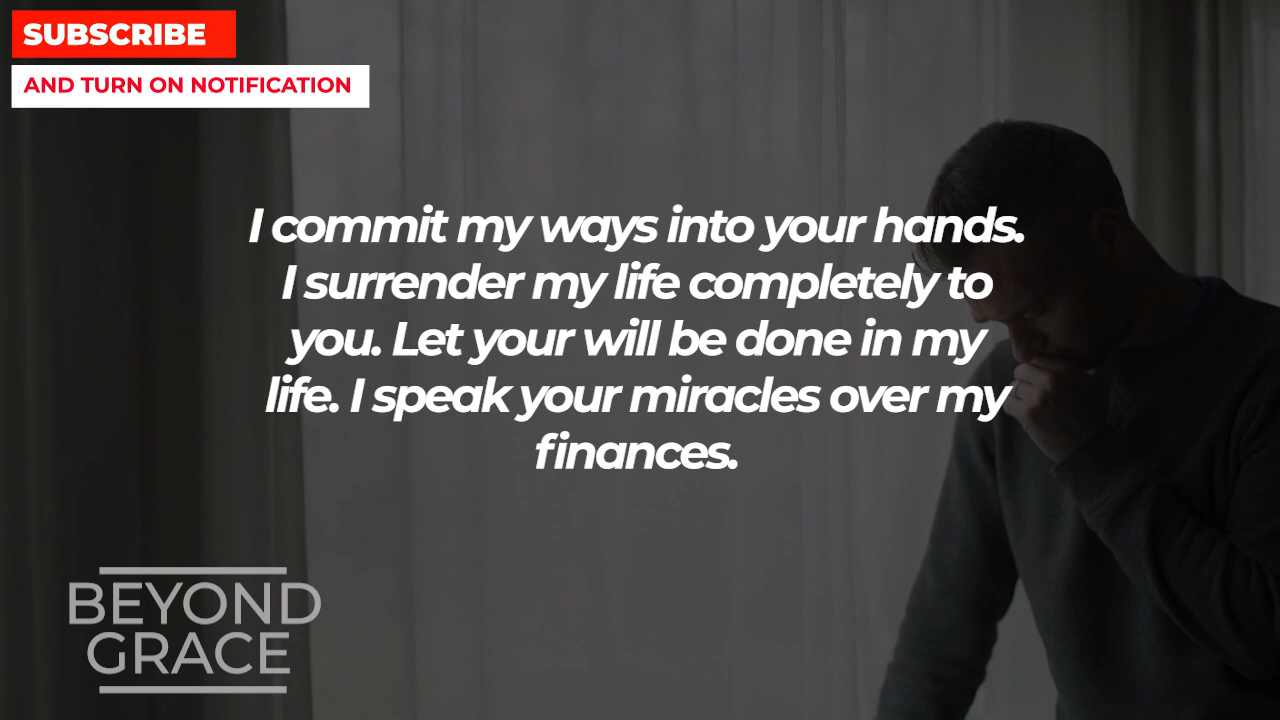 SUBSCRIBE
AND TURN ON NOTIFICATION
I commit my ways into your hands.
I surrender my life completely to
you. Let your will be done in my
life. I speak your miracles over my
finances.
BEYOND
GRACE